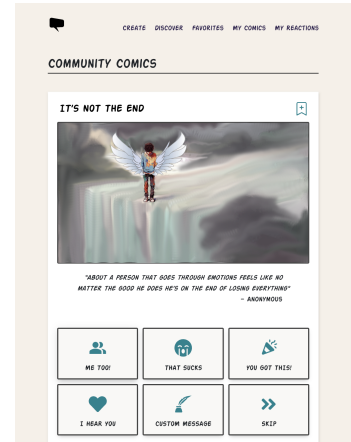 CREATE DISCOVER FAVORITES MY COMICS MY REACTIONS
COMMUNITY COMICS
IT'S NOT THE END
"ABOUT A PERSON THAT GOES THROUGH EMOTIONS FEELS LIKE NO
MATTER THE GOOD HE DOES HE'S ON THE END OF LOSING EVERYTHING"
- ANONYMOUS
ME TOO!
THAT SUCKS
YOU GOT THIS!
I HEAR YOU
CUSTOM MESSAGE
SKIP